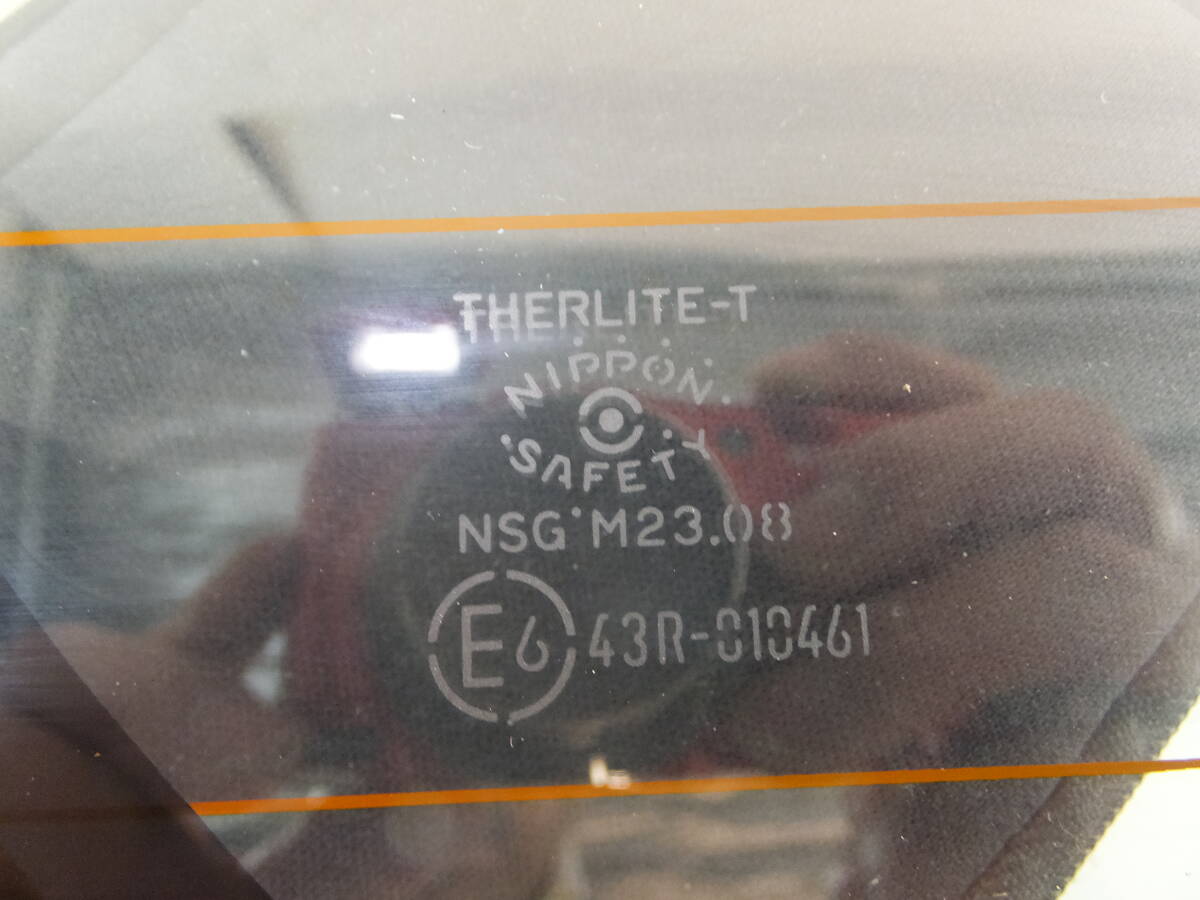 THERLITE-T
NIPPON
SAFETY
NSG M23.08
E6 43R-010461